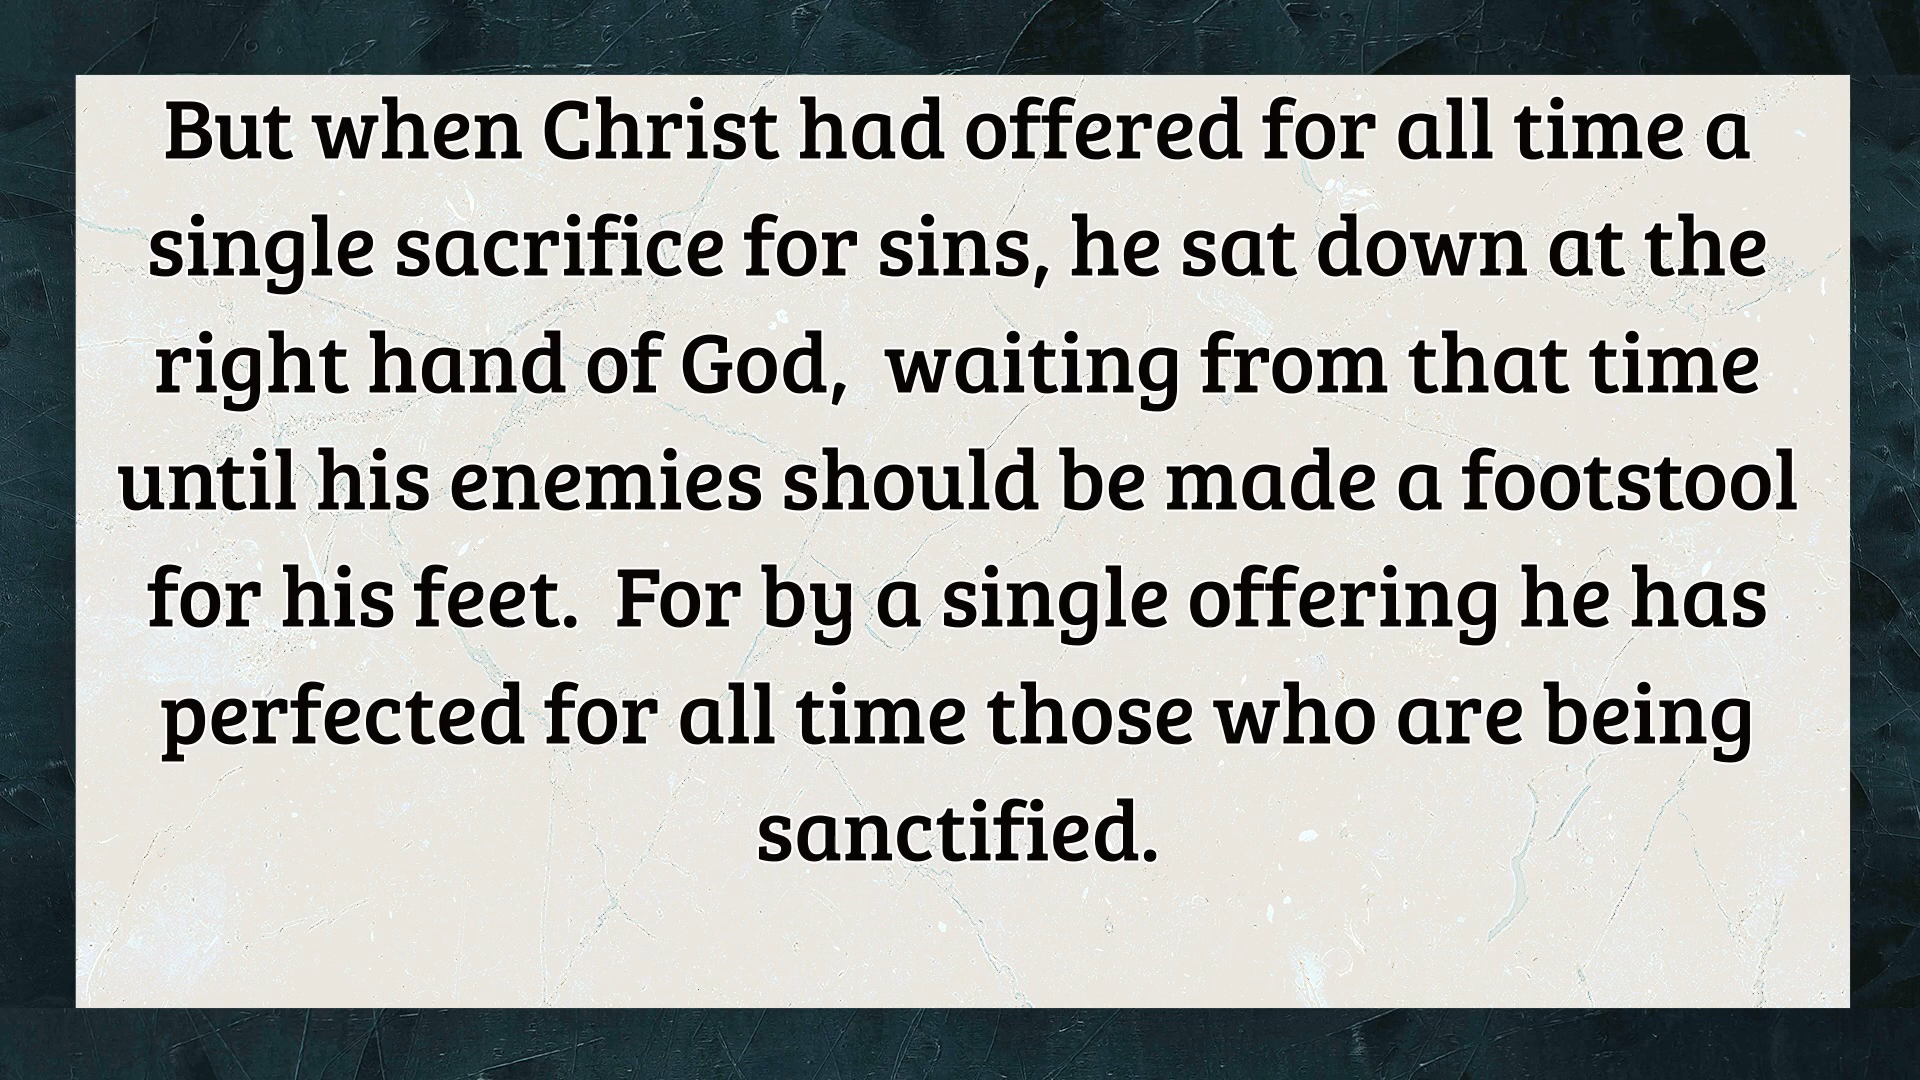 But when Christ had offered for all time a
single sacrifice for sins, he sat down at the
right hand of God,  waiting from that time
until his enemies should be made a footstool
for his feet.  For by a single offering he has
perfected for all time those who are being
sanctified.